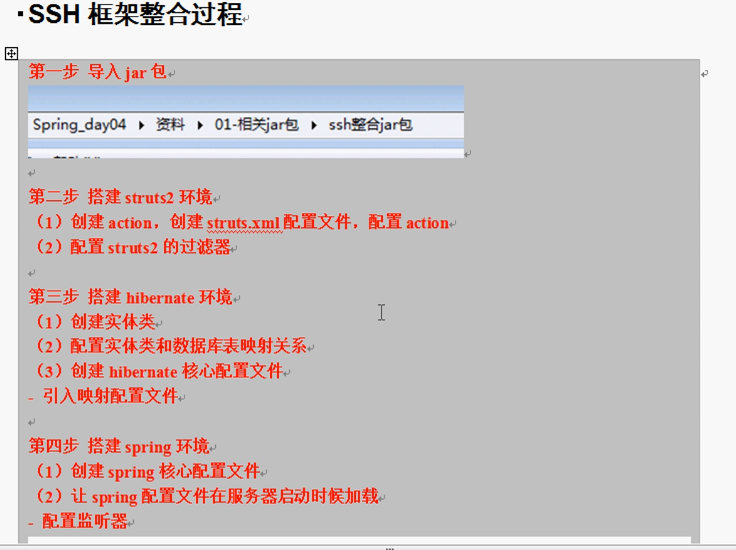 SSH 框架整合过程
第一步 导入 jar 包
Spring_day04 资料 01-相关jar包 ssh整合jar包
第二步 搭建 struts2 环境
（1）创建 action，创建 struts.xml 配置文件，配置 action
（2）配置 struts2 的过滤器
第三步 搭建 hibernate 环境
（1）创建实体类
（2）配置实体类和数据库表映射关系
（3）创建 hibernate 核心配置文件
- 引入映射配置文件
第四步 搭建 spring 环境
（1）创建 spring 核心配置文件
（2）让 spring 配置文件在服务器启动时候加载
- 配置监听器